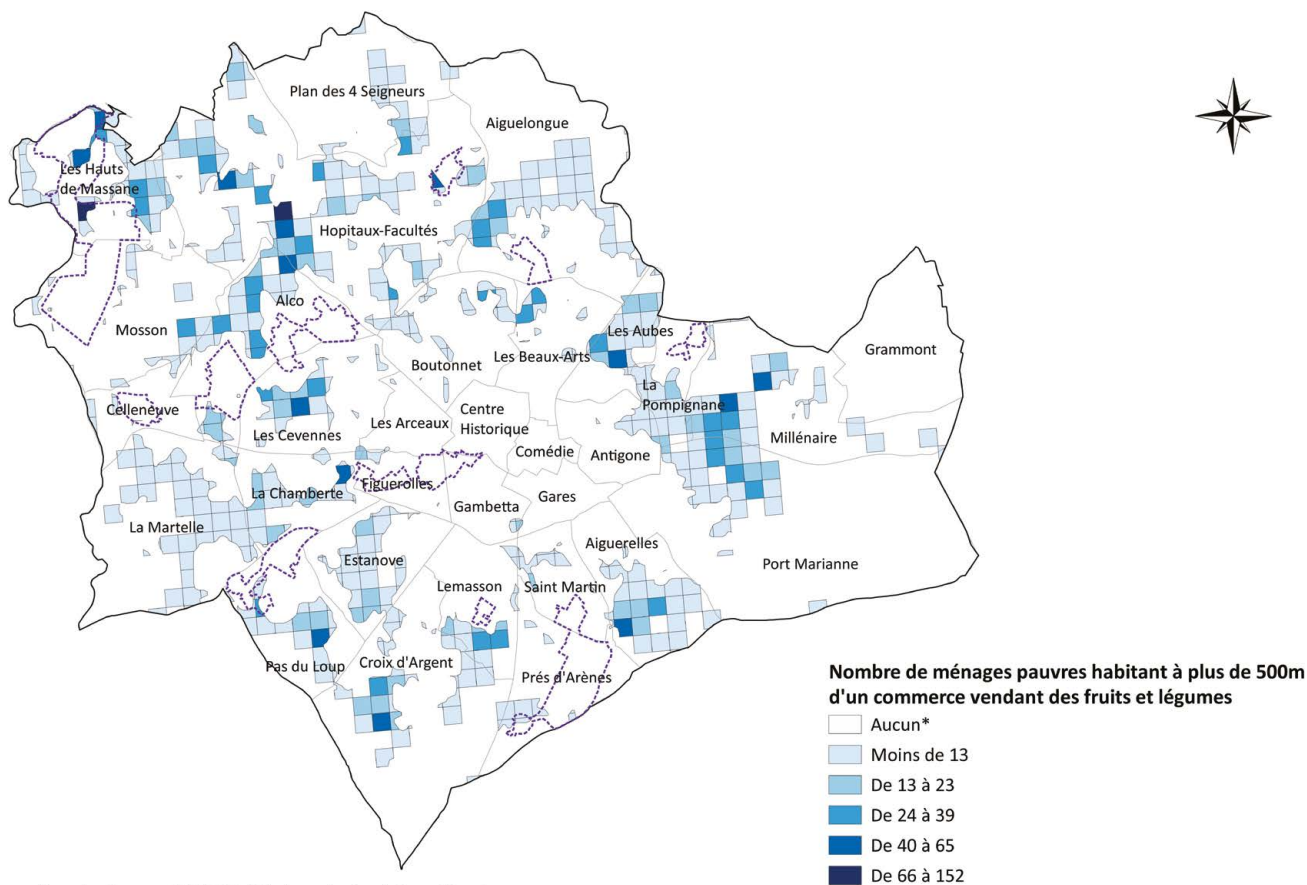 Plan des 4 Seigneurs
Aiguelongue
Les Hauts
de Massane
Hopitaux-Facultés
Alco
Mosson
Les Aubes
Grammont
Boutonnet
Les Beaux-Arts
La
Pompignane
Celleneuve
Les Arceaux
Centre
Historique
Les Cevennes
Millénaire
Comédie
Antigone
La Chamberte
Figuerolles
Gambetta
Gares
La Martelle
Estanove
Aiguerelles
Port Marianne
Lemasson
Saint Martin
Pas du Loup
Croix d'Argent
Prés d'Arènes
Nombre de ménages pauvres habitant à plus de 500m
d'un commerce vendant des fruits et légumes
Aucun*
Moins de 13
De 13 à 23
De 24 à 39
De 40 à 65
De 66 à 152